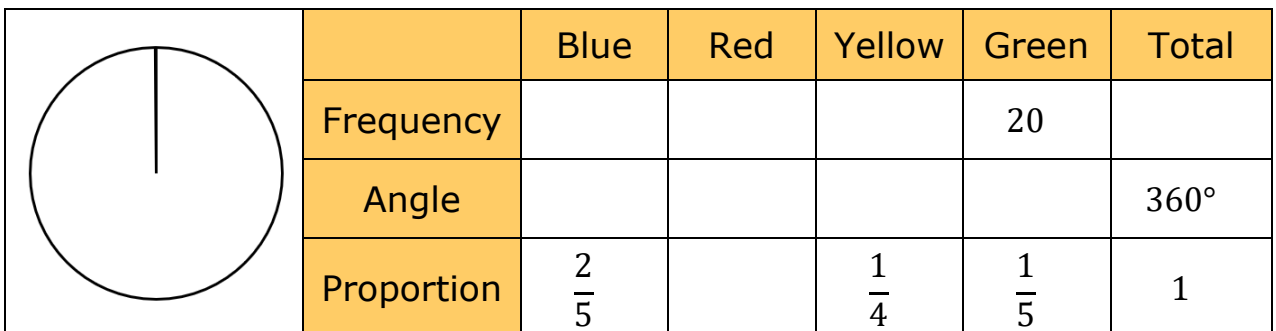 Blue Red Yellow Green Total
Frequency 20
Angle 360°
Proportion 2/5 1/4 1/5 1